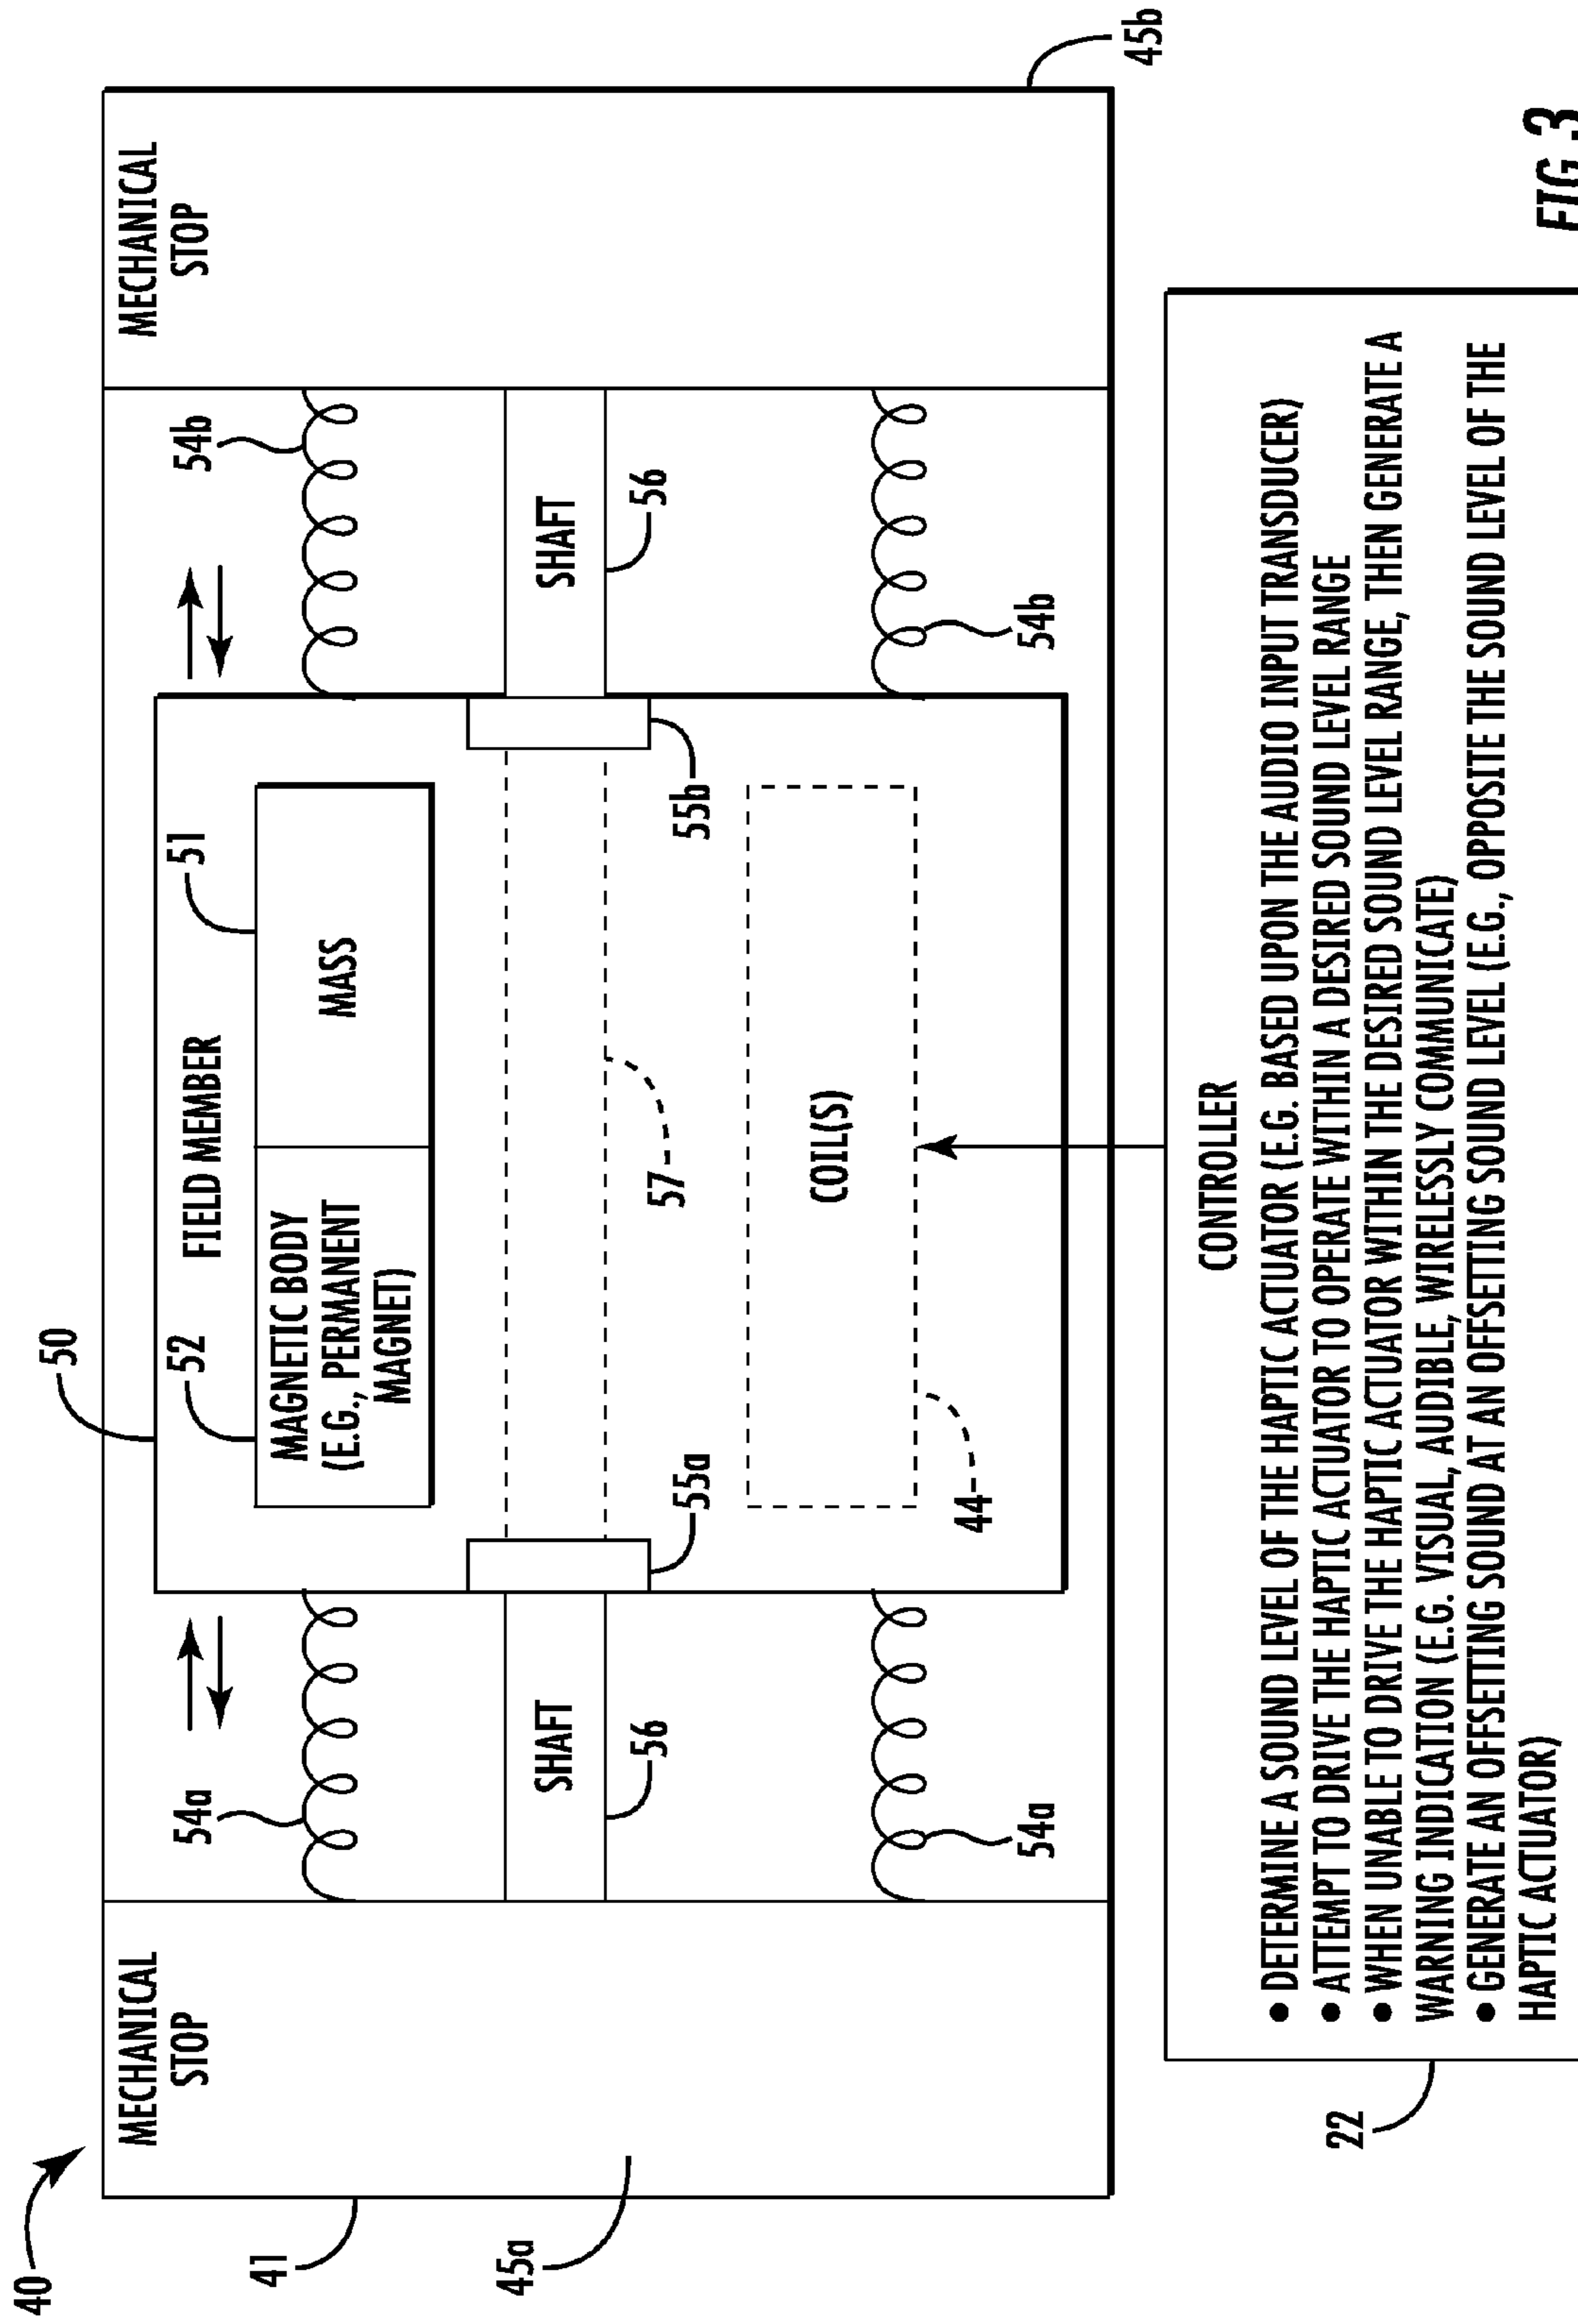 40
41
45a
MECHANICAL
STOP
54a
SHAFT
56
54a
50
52
FIELD MEMBER
51
MAGNETIC BODY
(E.G., PERMANENT
MAGNET)
MASS
55a
57
55b
COIL(S)
44
54b
SHAFT
56
54b
MECHANICAL
STOP
45b
22
CONTROLLER
• DETERMINE A SOUND LEVEL OF THE HAPTIC ACTUATOR (E.G. BASED UPON THE AUDIO INPUT TRANSDUCER)
• ATTEMPT TO DRIVE THE HAPTIC ACTUATOR TO OPERATE WITHIN A DESIRED SOUND LEVEL RANGE
• WHEN UNABLE TO DRIVE THE HAPTIC ACTUATOR WITHIN THE DESIRED SOUND LEVEL RANGE, THEN GENERATE A
WARNING INDICATION (E.G. VISUAL, AUDIBLE, WIRELESSLY COMMUNICATE)
• GENERATE AN OFFSETTING SOUND AT AN OFFSETTING SOUND LEVEL (E.G., OPPOSITE THE SOUND LEVEL OF THE
HAPTIC ACTUATOR)
FIG. 3